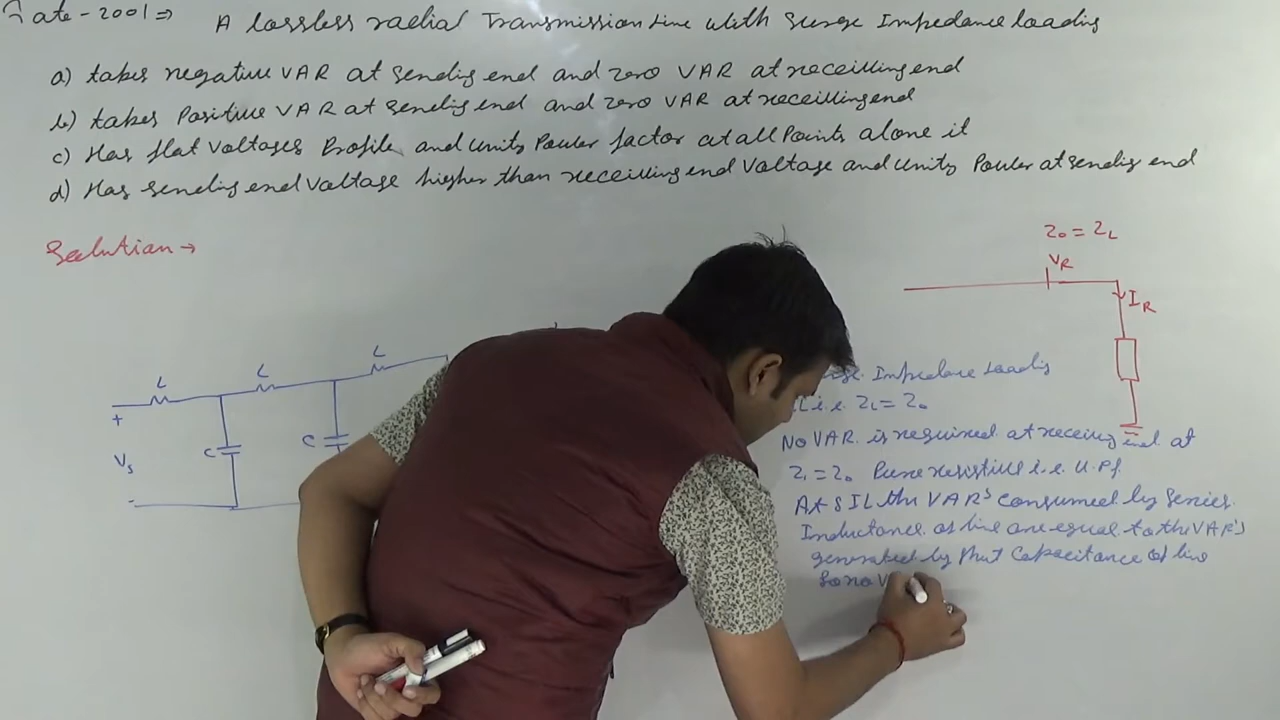 Gate-2001⇒ A lossless radial Transmission Line with Surge Impedance loading
a) takes negative VAR at sending end and zero VAR at receiving end
b) takes Positive VAR at sending end and zero VAR at receiving end
c) Has flat Voltages Profile and unity Power factor at all Points alone it
d) Has sending end Voltage higher than receiving end Voltage and unity Power at sending end
Solution →
Z₀ = Z_L
V_R
I_R
L
L
L
+
C
C
V_S
-
Impedance Loading
i.e. Z_L = Z₀
No VAR is required at receiving end at
Z_L = Z₀ Pure resistive i.e. U.Pf
At SIL the VAR's consumed by series
Inductance of line are equal to the VAR's
generated by shunt Capacitance of line
So no V